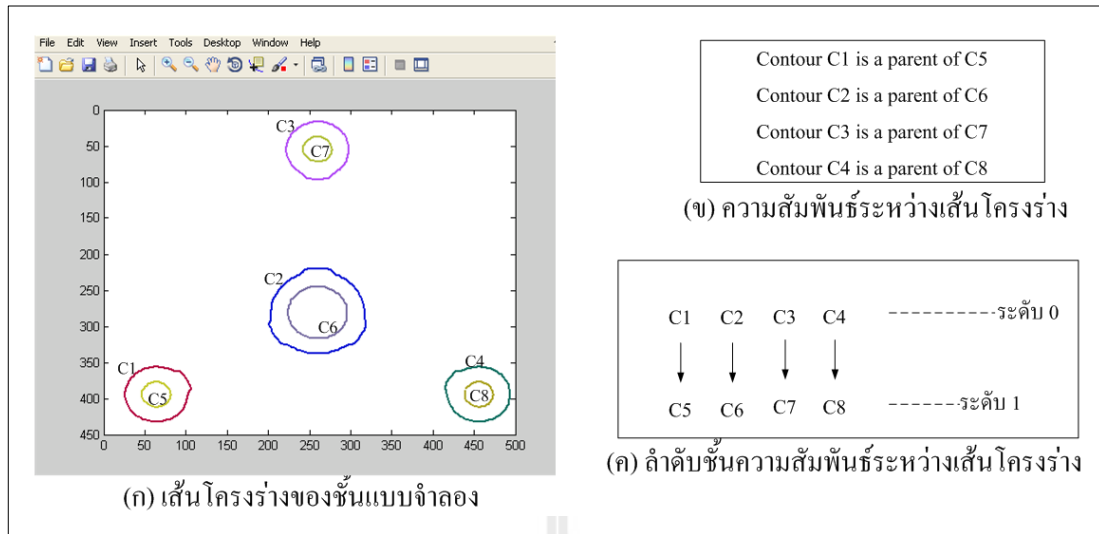 File Edit View Insert Tools Desktop Window Help
0
50
100
150
200
250
300
350
400
450
0 50 100 150 200 250 300 350 400 450 500
C3
C7
C2
C6
C1
C5
C4
C8
(ก) เส้นโครงร่างของชั้นแบบจำลอง
Contour C1 is a parent of C5
Contour C2 is a parent of C6
Contour C3 is a parent of C7
Contour C4 is a parent of C8
(ข) ความสัมพันธ์ระหว่างเส้นโครงร่าง
C1 C2 C3 C4 ระดับ 0
C5 C6 C7 C8 ระดับ 1
(ค) ลำดับชั้นความสัมพันธ์ระหว่างเส้นโครงร่าง